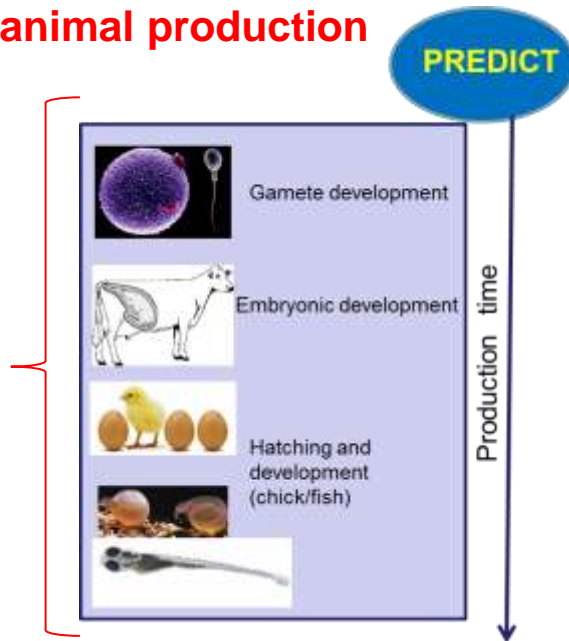 animal production
PREDICT
Gamete development
Embryonic development
Hatching and
development
(chick/fish)
Production time